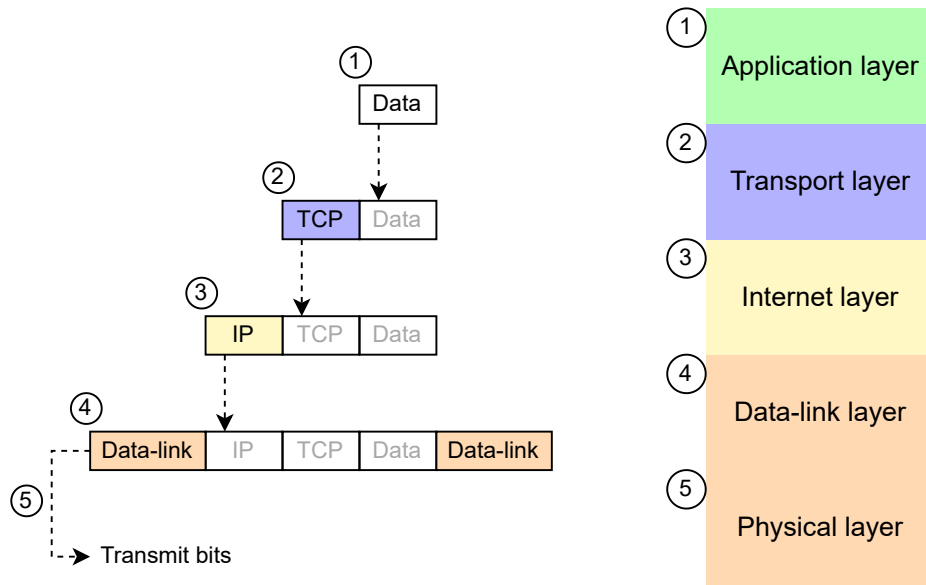 1
Data
2
TCP Data
3
IP TCP Data
4
Data-link IP TCP Data Data-link
5
Transmit bits
1
Application layer
2
Transport layer
3
Internet layer
4
Data-link layer
5
Physical layer